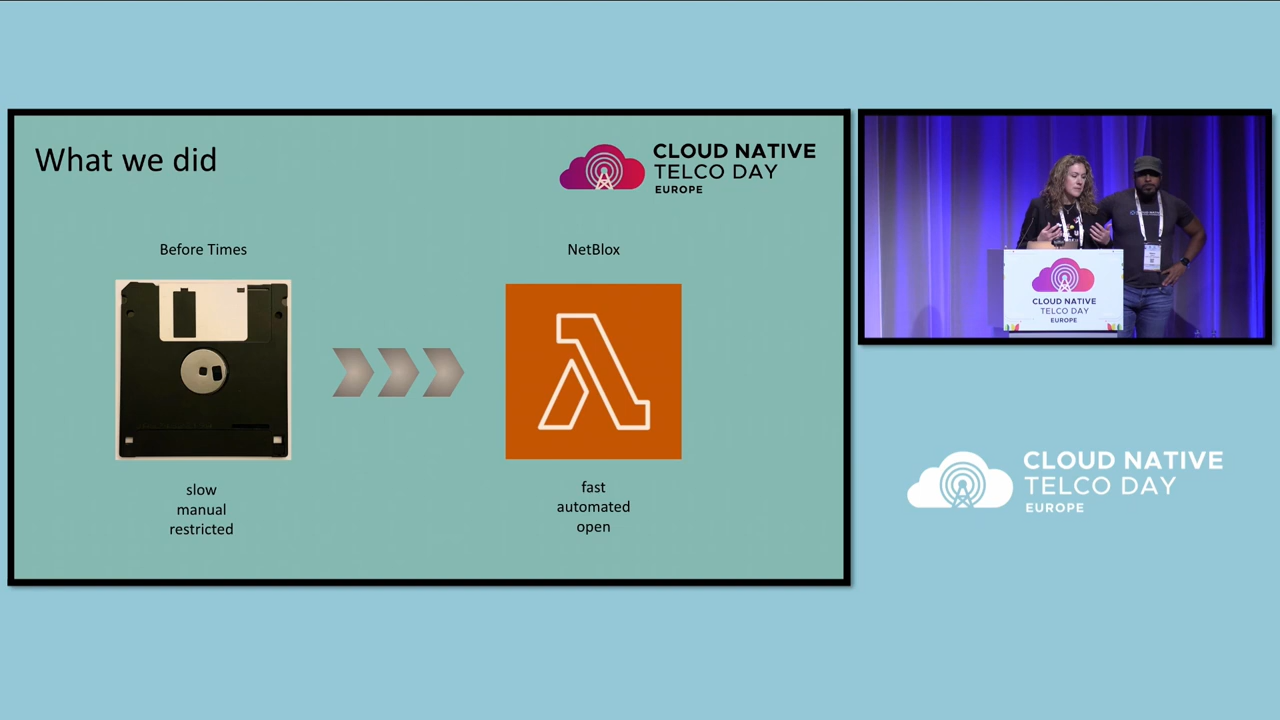 What we did
CLOUD NATIVE
TELCO DAY
EUROPE
Before Times
NetBlox
slow
manual
restricted
fast
automated
open
CLOUD NATIVE
TELCO DAY
EUROPE
CLOUD NATIVE
TELCO DAY
EUROPE